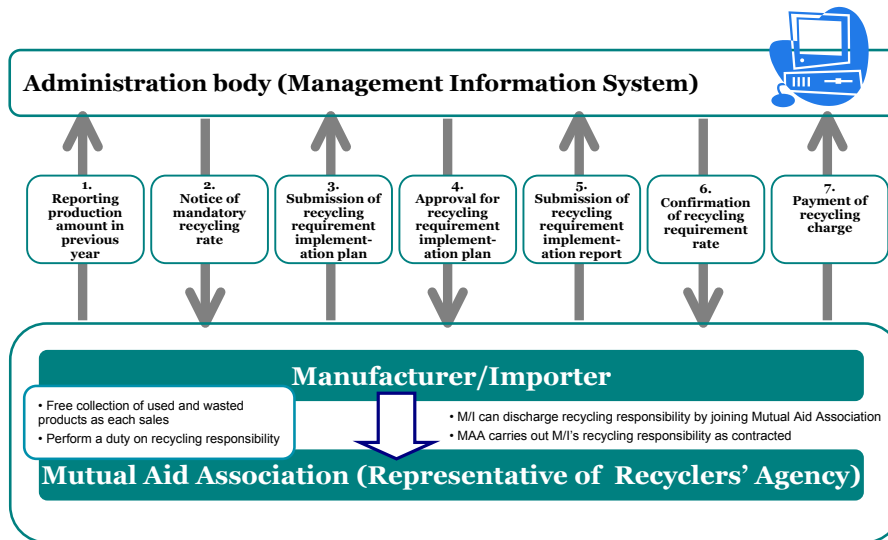 Administration body (Management Information System)
1.
Reporting
production
amount in
previous
year
2.
Notice of
mandatory
recycling
rate
3.
Submission of
recycling
requirement
implement-
ation plan
4.
Approval for
recycling
requirement
implement-
ation plan
5.
Submission of
recycling
requirement
implement-
ation report
6.
Confirmation
of recycling
requirement
rate
7.
Payment of
recycling
charge
Manufacturer/Importer
• Free collection of used and wasted
products as each sales
• Perform a duty on recycling responsibility
• M/I can discharge recycling responsibility by joining Mutual Aid Association
• MAA carries out M/I's recycling responsibility as contracted
Mutual Aid Association (Representative of Recyclers' Agency)